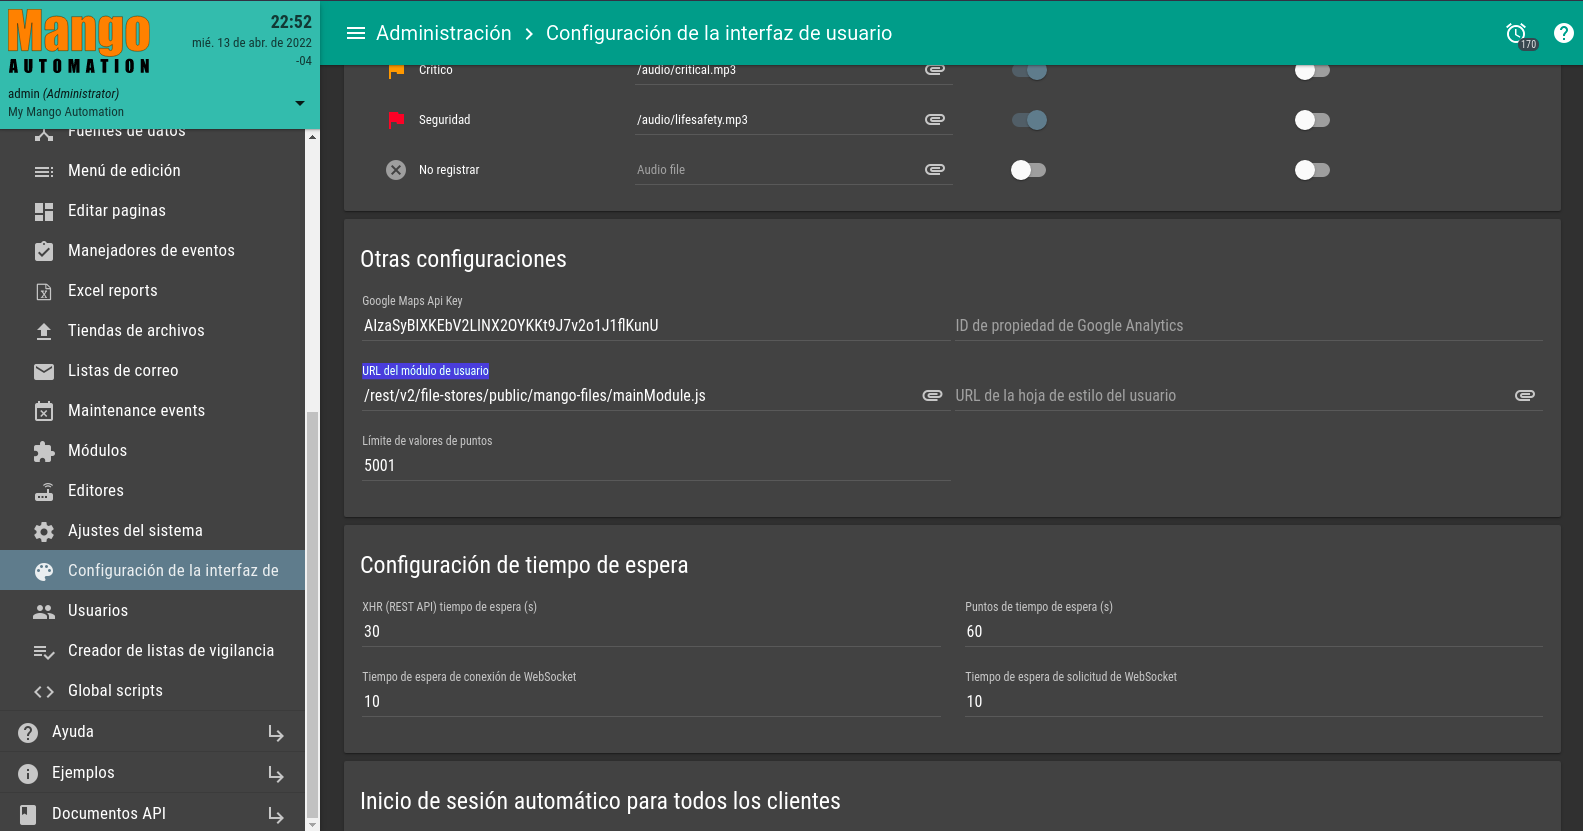 Mango
AUTOMATION
22:52
mié. 13 de abr. de 2022
-04
admin (Administrator)
My Mango Automation
Fuentes de datos
Menú de edición
Editar paginas
Manejadores de eventos
Excel reports
Tiendas de archivos
Listas de correo
Maintenance events
Módulos
Editores
Ajustes del sistema
Configuración de la interfaz de
Usuarios
Creador de listas de vigilancia
Global scripts
Ayuda
Ejemplos
Documentos API
Administración > Configuración de la interfaz de usuario
170
Crítico /audio/critical.mp3
Seguridad /audio/lifesafety.mp3
No registrar Audio file
Otras configuraciones
Google Maps Api Key
AIzaSyBIXKEbV2LINX2OYKKt9J7v2o1J1flKunU ID de propiedad de Google Analytics
URL del módulo de usuario
/rest/v2/file-stores/public/mango-files/mainModule.js URL de la hoja de estilo del usuario
Límite de valores de puntos
5001
Configuración de tiempo de espera
XHR (REST API) tiempo de espera (s) Puntos de tiempo de espera (s)
30 60
Tiempo de espera de conexión de WebSocket Tiempo de espera de solicitud de WebSocket
10 10
Inicio de sesión automático para todos los clientes